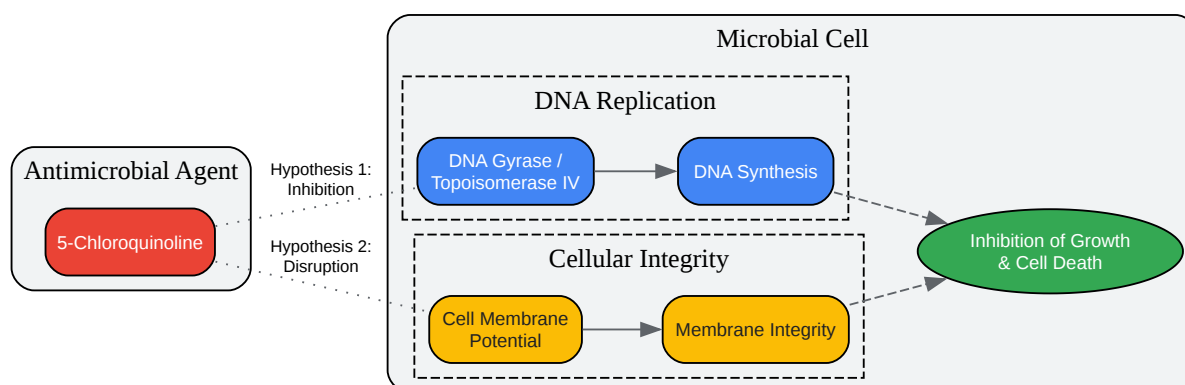 Microbial Cell
DNA Replication
Antimicrobial Agent
Hypothesis 1:
Inhibition
DNA Gyrase /
Topoisomerase IV
DNA Synthesis
5-Chloroquinoline
Hypothesis 2:
Disruption
Inhibition of Growth
& Cell Death
Cellular Integrity
Cell Membrane
Potential
Membrane Integrity